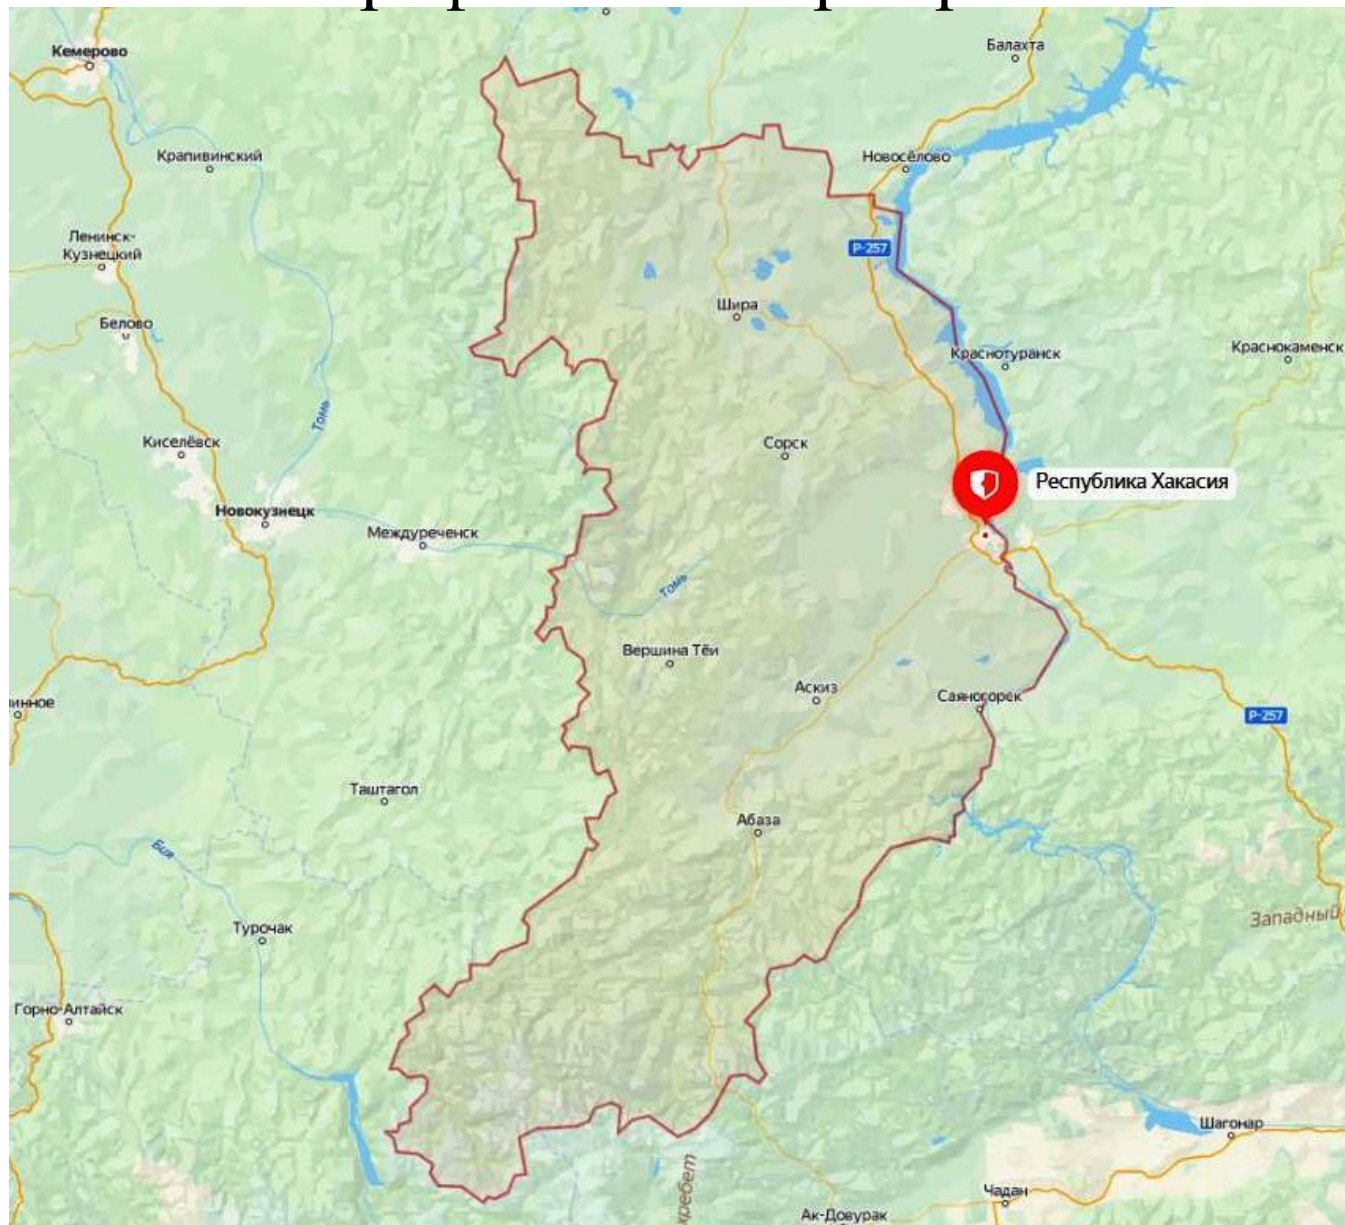 Кемерово
Балахта
Крапивинский
Новосёлово
Ленинск-
Кузнецкий
Р-257
Шира
Белово
Краснотуранск
Краснокаменск
Томь
Киселёвск
Сорск
Республика Хакасия
Новокузнецк
Междуреченск
Томь
Вершина Тёи
Аскиз
Саяногорск
инное
Р-257
Таштагол
Абаза
Бия
Западный
Турочак
Горно-Алтайск
Шагонар
хребет
Чадан
Ак-Довурак